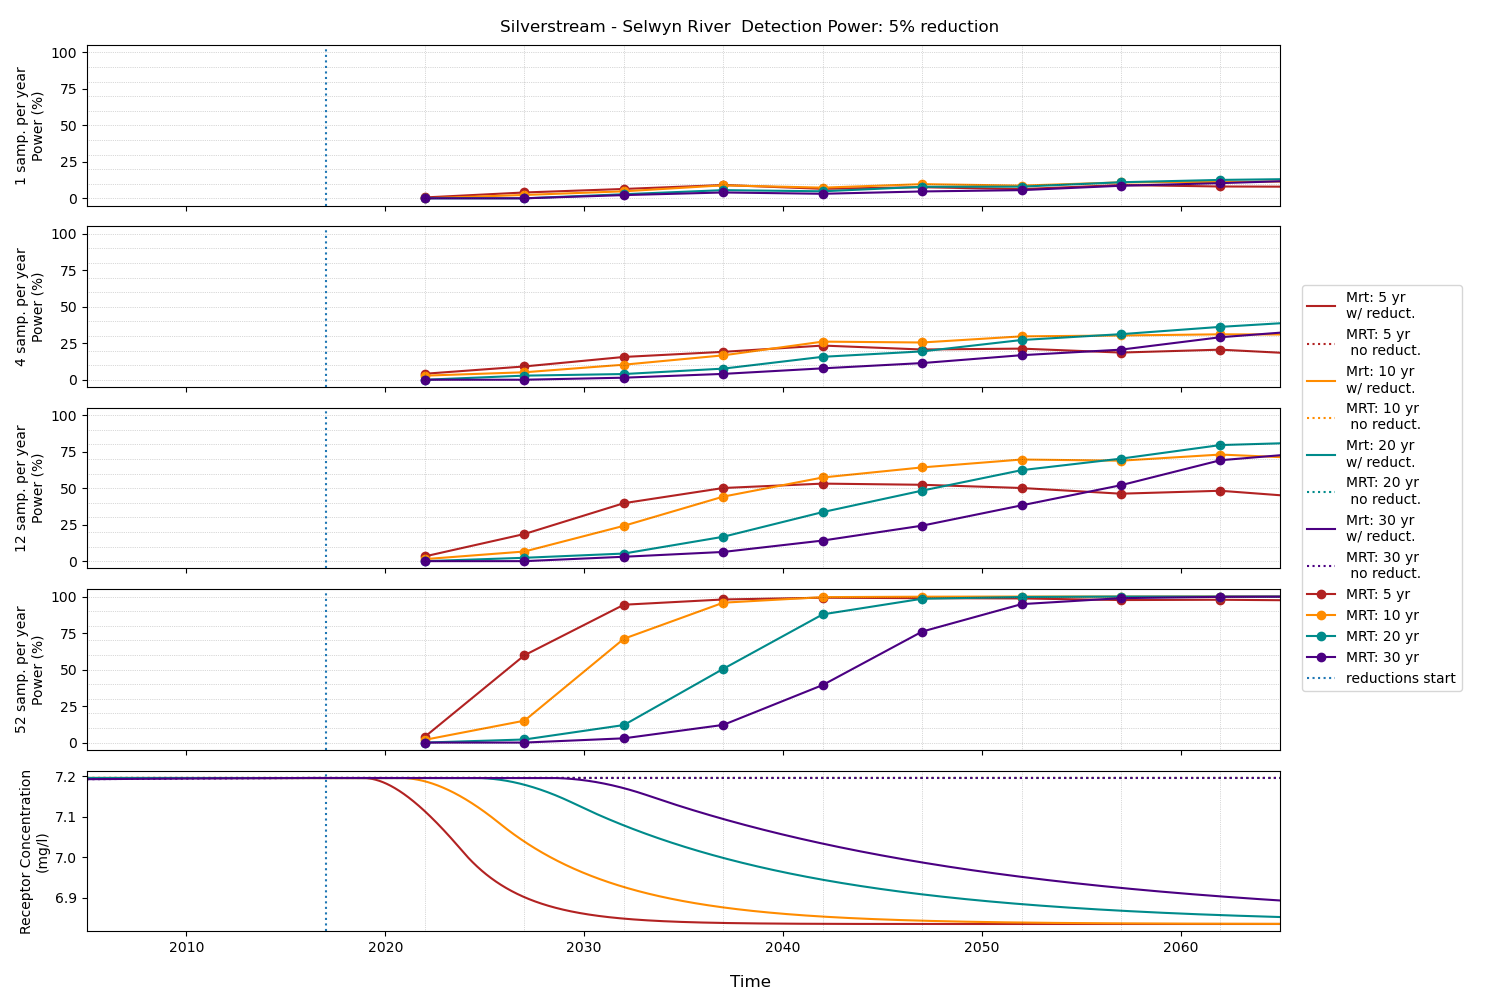 Silverstream - Selwyn River  Detection Power: 5% reduction
1 samp. per year
Power (%)
100
75
50
25
0
4 samp. per year
Power (%)
100
75
50
25
0
12 samp. per year
Power (%)
100
75
50
25
0
52 samp. per year
Power (%)
100
75
50
25
0
Receptor Concentration
(mg/l)
7.2
7.1
7.0
6.9
2010
2020
2030
2040
2050
2060
Time
Mrt: 5 yr
w/ reduct.
MRT: 5 yr
no reduct.
Mrt: 10 yr
w/ reduct.
MRT: 10 yr
no reduct.
Mrt: 20 yr
w/ reduct.
MRT: 20 yr
no reduct.
Mrt: 30 yr
w/ reduct.
MRT: 30 yr
no reduct.
MRT: 5 yr
MRT: 10 yr
MRT: 20 yr
MRT: 30 yr
reductions start